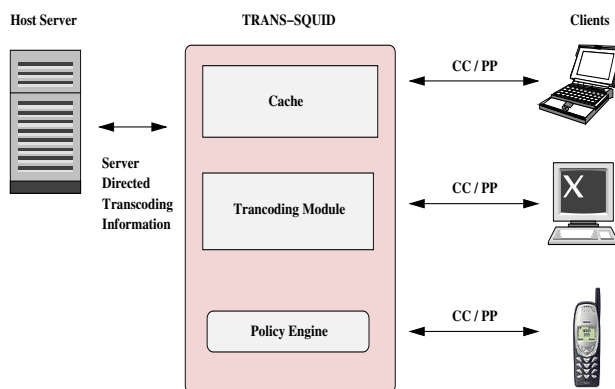 Host Server
TRANS-SQUID
Clients
Cache
CC / PP
Server
Directed
Transcoding
Information
Trancoding Module
CC / PP
X
Policy Engine
CC / PP